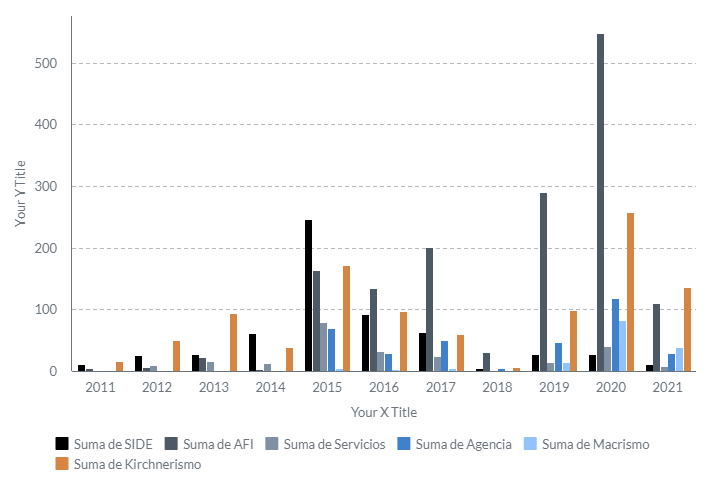 500
400
300
200
100
0
Your Y Title
2011 2012 2013 2014 2015 2016 2017 2018 2019 2020 2021
Your X Title
Suma de SIDE Suma de AFI Suma de Servicios Suma de Agencia Suma de Macrismo
Suma de Kirchnerismo